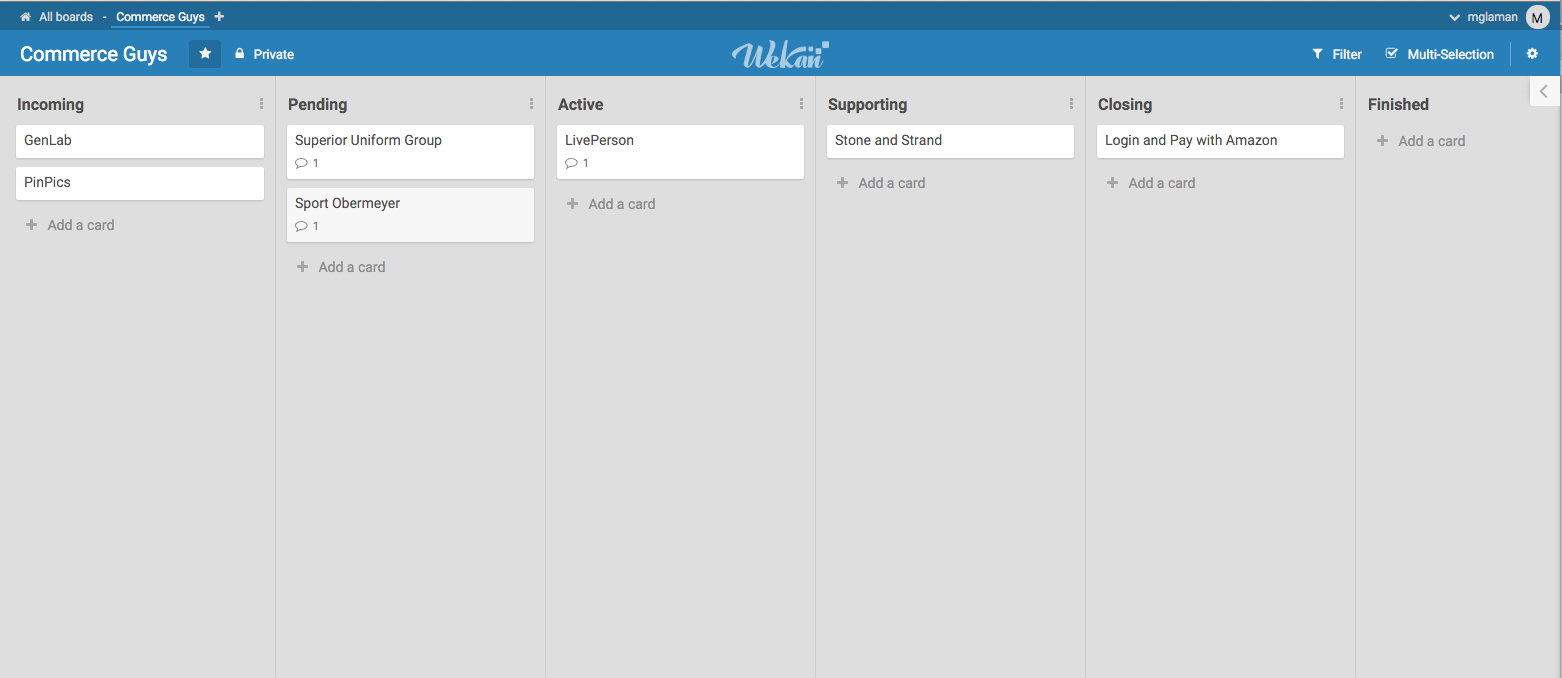 All boards - Commerce Guys
mglaman M
Commerce Guys
Private
Wekan
Filter
Multi-Selection
Incoming
GenLab
PinPics
Add a card
Pending
Superior Uniform Group
1
Sport Obermeyer
1
Add a card
Active
LivePerson
1
Add a card
Supporting
Stone and Strand
Add a card
Closing
Login and Pay with Amazon
Add a card
Finished
Add a card